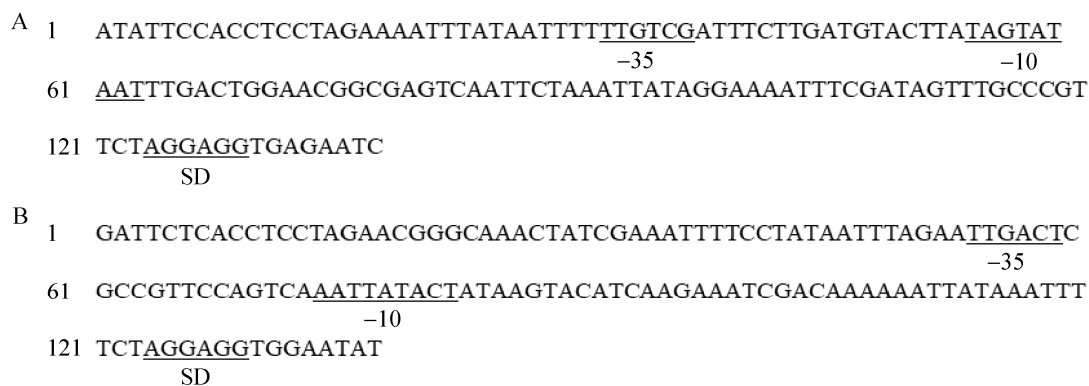 A 1 ATATTCCACCTCCTAGAAAATTTATAATTTTTTGTCGATTTCTTGATGTACTTATAGTAT
−35 −10
61 AATTTGACTGGAACGGCGAGTCAATTCTAAATTATAGGAAAATTTCGATAGTTTGCCCGT
121 TCTAGGAGGTGAGAATC
SD
B 1 GATTCTCACCTCCTAGAACGGGCAAACTATCGAAATTTTCCTATAATTTAGAATTGACTC
−35
61 GCCGTTCCAGTCAAATTATACTATAAGTACATCAAGAAATCGACAAAAAATTATAAATTT
−10
121 TCTAGGAGGTGGAATAT
SD